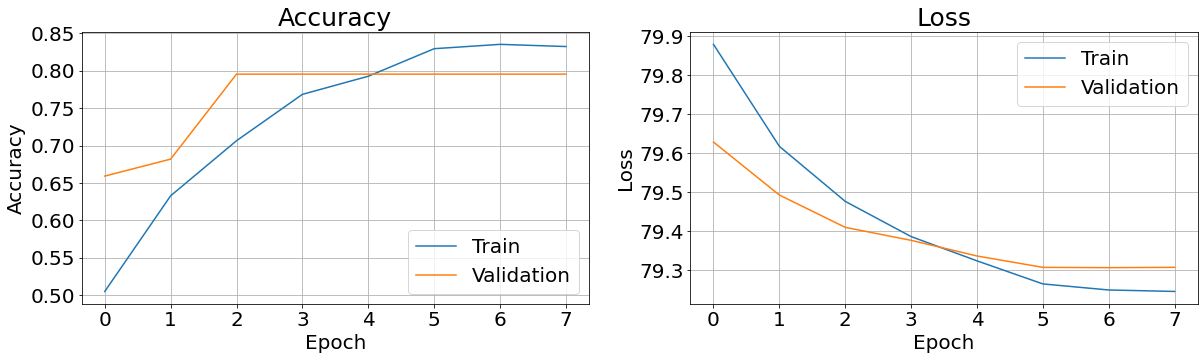 Accuracy
0.85
0.80
0.75
0.70
0.65
0.60
0.55
0.50
Accuracy
Train
Validation
0 1 2 3 4 5 6 7
Epoch
Loss
79.9
79.8
79.7
79.6
79.5
79.4
79.3
Loss
Train
Validation
0 1 2 3 4 5 6 7
Epoch